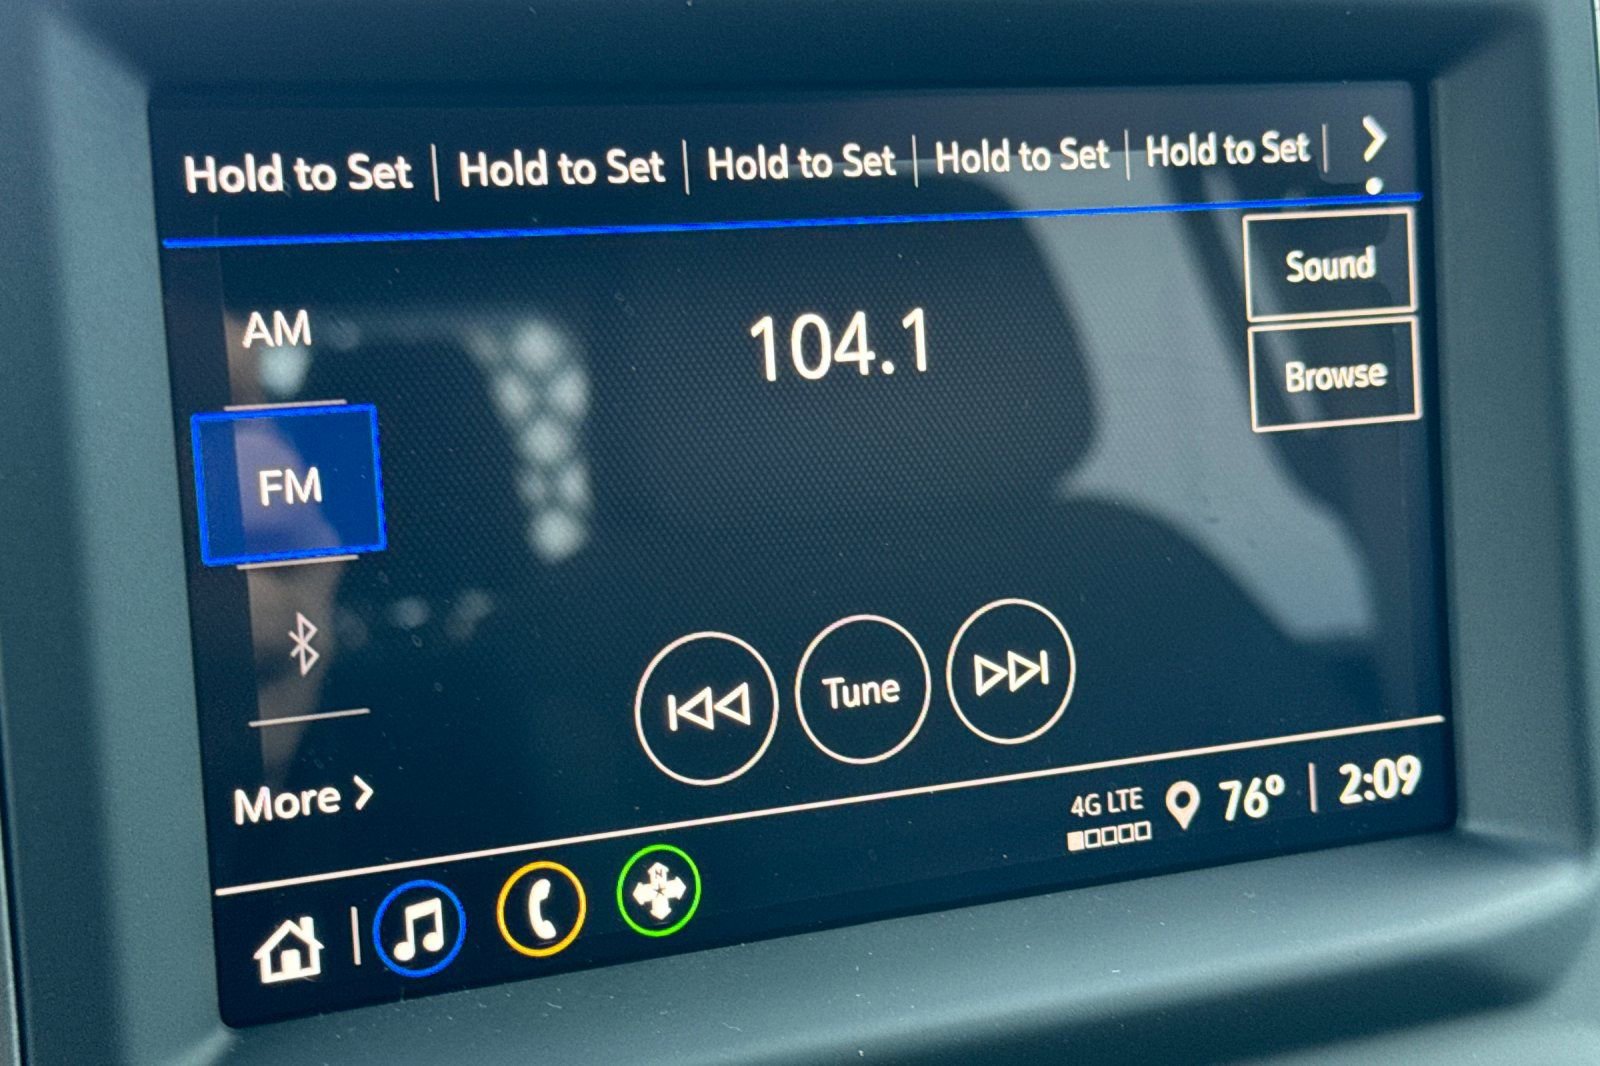 Hold to Set | Hold to Set | Hold to Set | Hold to Set | Hold to Set |
Sound
AM
104.1
Browse
FM
Tune
More >
4G LTE
76° | 2:09
N